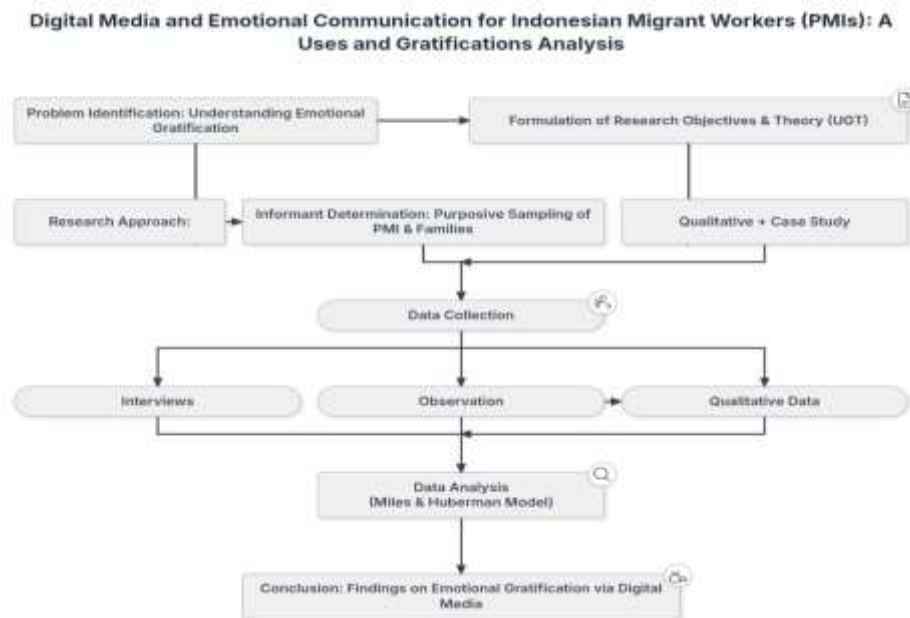 Digital Media and Emotional Communication for Indonesian Migrant Workers (PMIs): A
Uses and Gratifications Analysis
Problem Identification: Understanding Emotional
Gratification
Formulation of Research Objectives & Theory (UGT)
Research Approach:
Informant Determination: Purposive Sampling of
PMI & Families
Qualitative + Case Study
Data Collection
Interviews
Observation
Qualitative Data
Data Analysis
(Miles & Huberman Model)
Conclusion: Findings on Emotional Gratification via Digital
Media